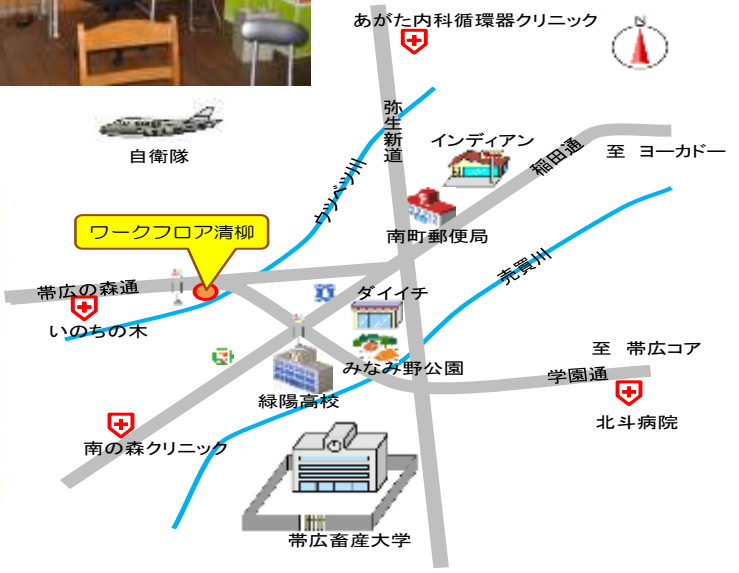 あがた内科循環器クリニック
N
弥生新道
インディアン
稲田通
至 ヨーカドー
自衛隊
ウツベツ川
南町郵便局
ワークフロア清柳
売買川
帯広の森通
ダイイチ
いのちの木
みなみ野公園
至 帯広コア
学園通
緑陽高校
北斗病院
南の森クリニック
帯広畜産大学